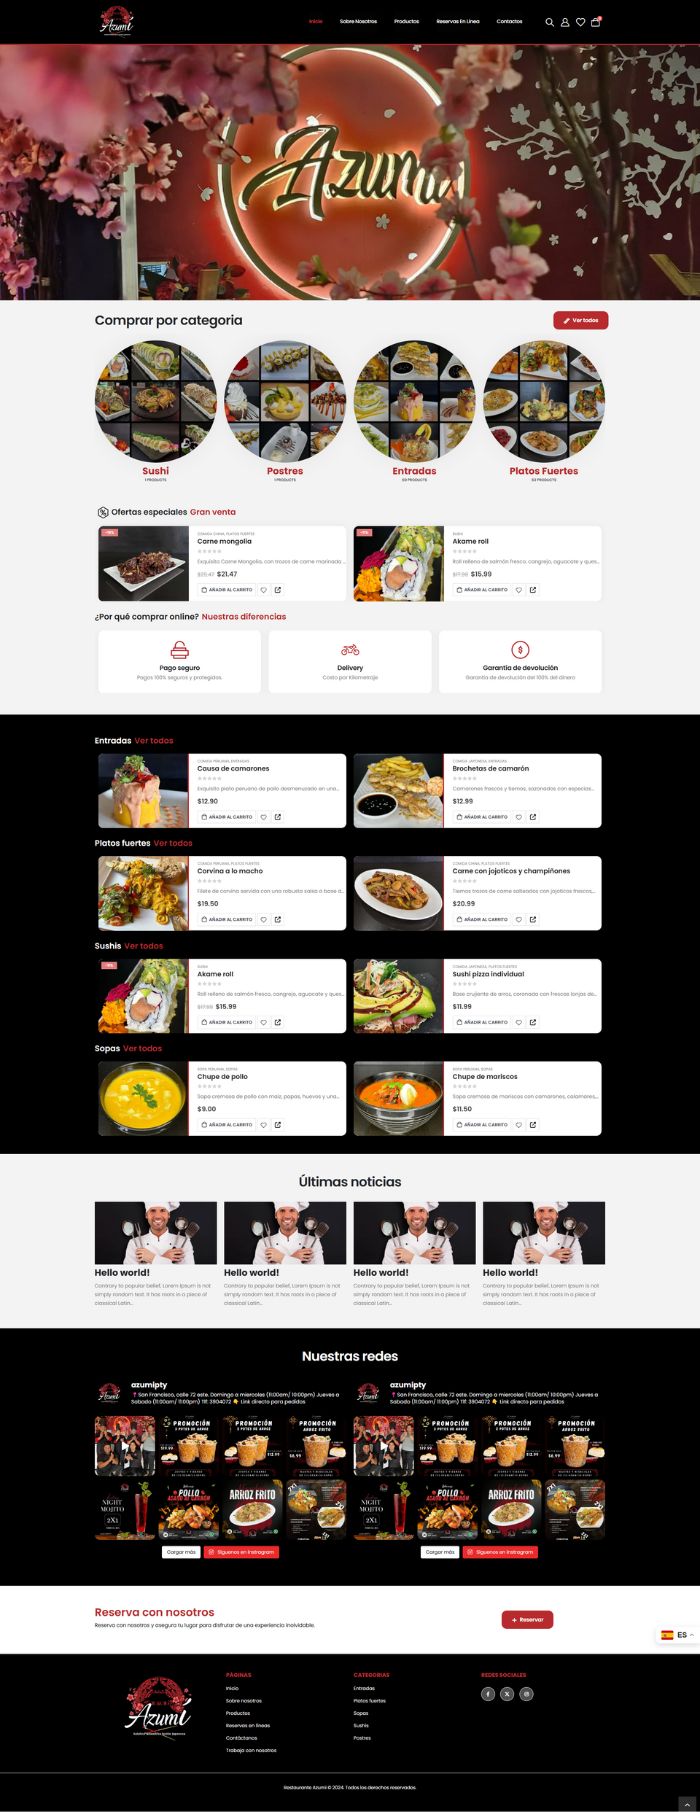 Azumi
Inicio Sobre Nosotros Productos Reservas En Linea Contactos
Azumi
Comprar por categoria
Ver todos
Sushi Postres Entradas Platos Fuertes
1 PRODUCTS 1 PRODUCTS
Ofertas especiales Gran venta
COMIDA CHINA, PLATOS FUERTES
Carne mongolia
Exquisita Carne Mongolia, con trozos de carne marinada ...
$21.47
AÑADIR AL CARRITO
SUSHI
Akame roll
Roll relleno de salmón fresco, cangrejo, aguacate y ques...
$17.99 $15.99
AÑADIR AL CARRITO
¿Por qué comprar online? Nuestras diferencias
Pago seguro
Pagos 100% seguros y protegidos.
Delivery
Costo por Kilometraje
Garantía de devolución
Garantía de devolución del 100% del dinero
Entradas Ver todos
COMIDA PERUANA, ENTRADAS
Causa de camarones
Exquisito plato peruano de pollo desmenuzado en una...
$12.90
AÑADIR AL CARRITO
COMIDA JAPONESA, ENTRADAS
Brochetas de camarón
Camarones frescos y tiernos, sazonados con especias...
$12.99
AÑADIR AL CARRITO
Platos fuertes Ver todos
COMIDA PERUANA, PLATOS FUERTES
Corvina a lo macho
Filete de corvina servida con una robusta salsa a base d...
$19.50
AÑADIR AL CARRITO
COMIDA CHINA, PLATOS FUERTES
Carne con jojoticos y champiñones
Tiernos trozos de carne salteados con jojoticos frescos,...
$20.99
AÑADIR AL CARRITO
Sushis Ver todos
SUSHI
Akame roll
Roll relleno de salmón fresco, cangrejo, aguacate y ques...
$17.99 $15.99
AÑADIR AL CARRITO
COMIDA JAPONESA, PLATOS FUERTES
Sushi pizza individual
Base crujiente de arroz, coronada con frescas lonjas de...
$11.99
AÑADIR AL CARRITO
Sopas Ver todos
SOPA PERUANA, SOPAS
Chupe de pollo
Sopa cremosa de pollo con maíz, papas, huevos y una...
$9.00
AÑADIR AL CARRITO
SOPA PERUANA, SOPAS
Chupe de mariscos
Sopa cremosa de mariscos con camarones, calamares,...
$11.50
AÑADIR AL CARRITO
Últimas noticias
Hello world! Hello world! Hello world! Hello world!
Contrary to popular belief, Lorem Ipsum is not Contrary to popular belief, Lorem Ipsum is not Contrary to popular belief, Lorem Ipsum is not Contrary to popular belief, Lorem Ipsum is not
simply random text. It has roots in a piece of simply random text. It has roots in a piece of simply random text. It has roots in a piece of simply random text. It has roots in a piece of
classical Latin... classical Latin... classical Latin... classical Latin...
Nuestras redes
azumipty azumipty
San Francisco, calle 72 este. Domingo a miercoles (11:00am/ 10:00pm) Jueves a San Francisco, calle 72 este. Domingo a miercoles (11:00am/ 10:00pm) Jueves a
Sabado (11:00am/ 11:00pm) Tlf: 3904072 Link directo para pedidos Sabado (11:00am/ 11:00pm) Tlf: 3904072 Link directo para pedidos
PROMOCIÓN PROMOCIÓN PROMOCIÓN PROMOCIÓN PROMOCIÓN PROMOCIÓN
NIGHT MOJITO 2X1 POLLO ASADO AL CARBON ARROZ FRITO 2X1
NIGHT MOJITO 2X1 POLLO ASADO AL CARBON ARROZ FRITO 2X1
Cargar más Síguenos en Instagram Cargar más Síguenos en Instagram
Reserva con nosotros
Reserva con nosotros y asegura tu lugar para disfrutar de una experiencia inolvidable.
+ Reservar
ES
Azumi
PÁGINAS
Inicio
Sobre nosotros
Productos
Reservas en lineas
Contáctanos
Trabaja con nosotros
CATEGORIAS
Entradas
Platos fuertes
Sopas
Sushis
Postres
REDES SOCIALES
Restaurante Azumi © 2024. Todos los derechos reservados.